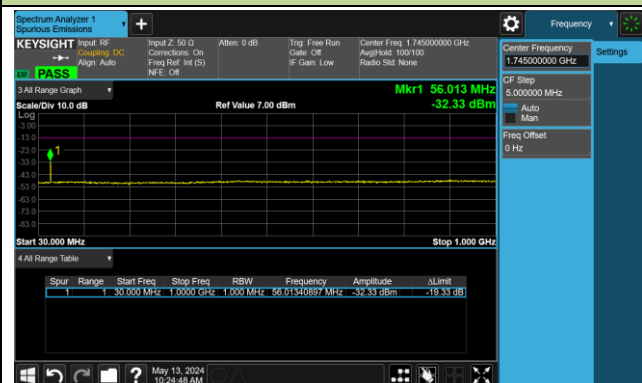 Spectrum Analyzer 1
Spurious Emissions
Frequency
KEYSIGHT
Input: RF
Coupling: DC
Align: Auto
Input Z: 50 Ω
Corrections: On
Freq Ref: Int (S)
NFE: Off
Atten: 0 dB
Trig: Free Run
Gate: Off
IF Gain: Low
Center Freq: 1.745000000 GHz
Avg|Hold: 100/100
Radio Std: None
PASS
Center Frequency
1.745000000 GHz
Settings
CF Step
5.000000 MHz
Auto
Man
Freq Offset
0 Hz
3 All Range Graph
Mkr1 56.013 MHz
-32.33 dBm
Scale/Div 10.0 dB
Ref Value 7.00 dBm
Log
-3.00
-13.0
-23.0
-33.0
-43.0
-53.0
-63.0
-73.0
-83.0
1
Start 30.000 MHz
Stop 1.000 GHz
4 All Range Table
Spur Range Start Freq Stop Freq RBW Frequency Amplitude ΔLimit
1 1 30.000 MHz 1.0000 GHz 1.000 MHz 56.01340897 MHz -32.33 dBm -19.33 dB
?
May 13, 2024
10:24:48 AM